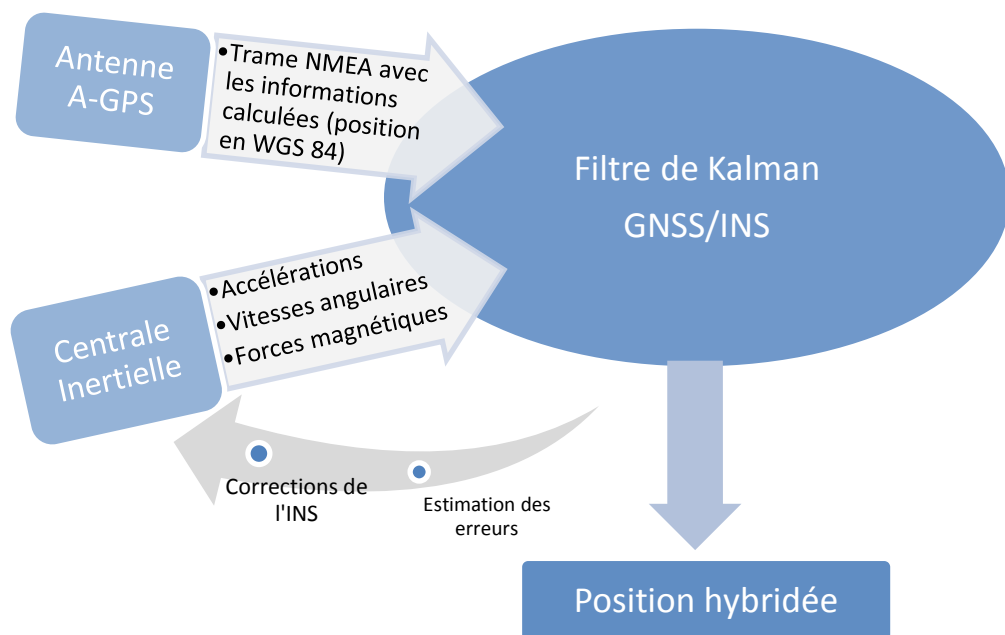 Antenne
A-GPS
•Trame NMEA avec
les informations
calculées (position
en WGS 84)
Filtre de Kalman
GNSS/INS
Centrale
Inertielle
•Accélérations
•Vitesses angulaires
•Forces magnétiques
Corrections de
l'INS
Estimation des
erreurs
Position hybridée